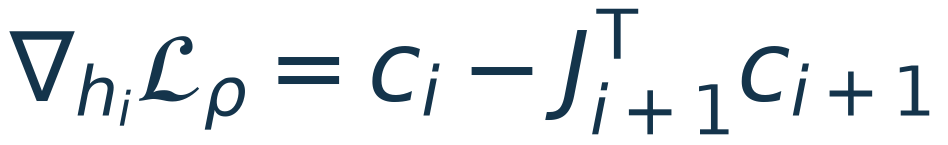 ∇_{h_i} ℒ_ρ = c_i − J_{i+1}^⊤ c_{i+1}